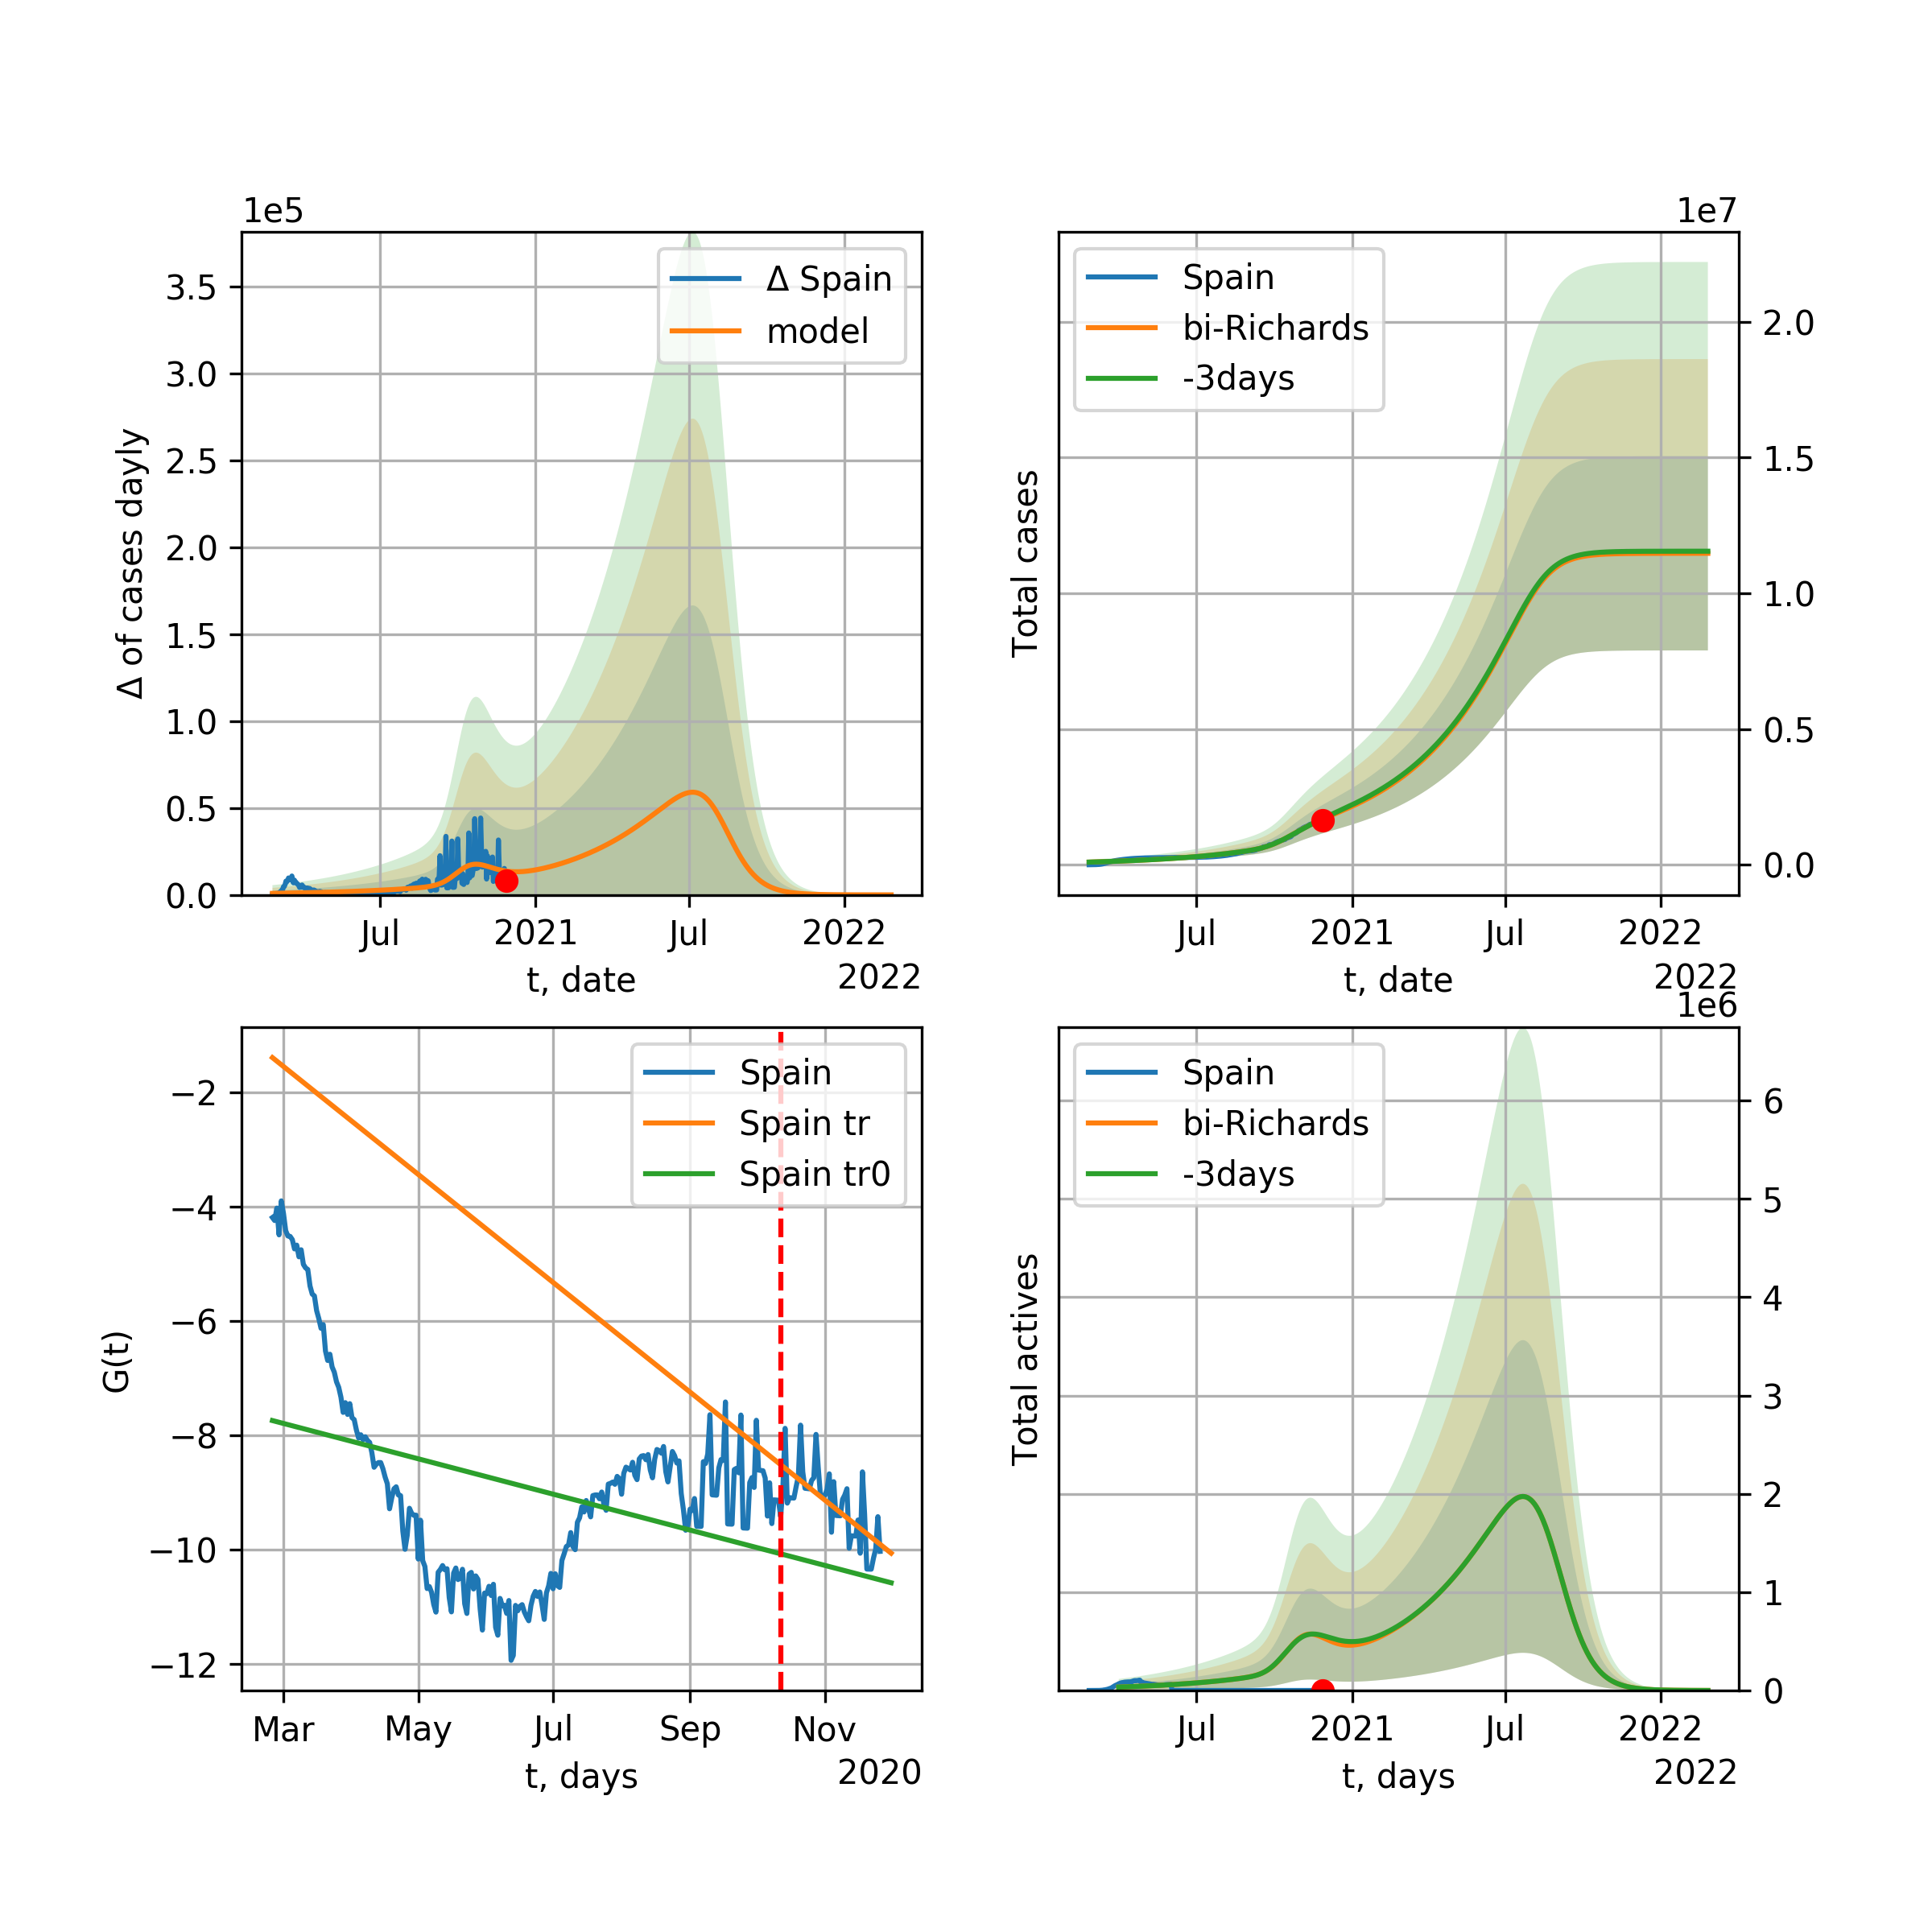 1e5
Δ of cases dayly
3.5
3.0
2.5
2.0
1.5
1.0
0.5
0.0
Δ Spain
model
Jul
2021
Jul
2022
t, date
2022
1e7
Total cases
Spain
bi-Richards
-3days
2.0
1.5
1.0
0.5
0.0
Jul
2021
Jul
2022
t, date
2022
G(t)
−2
−4
−6
−8
−10
−12
Spain
Spain tr
Spain tr0
Mar
May
Jul
Sep
Nov
t, days
2020
1e6
Total actives
Spain
bi-Richards
-3days
6
5
4
3
2
1
0
Jul
2021
Jul
2022
t, days
2022